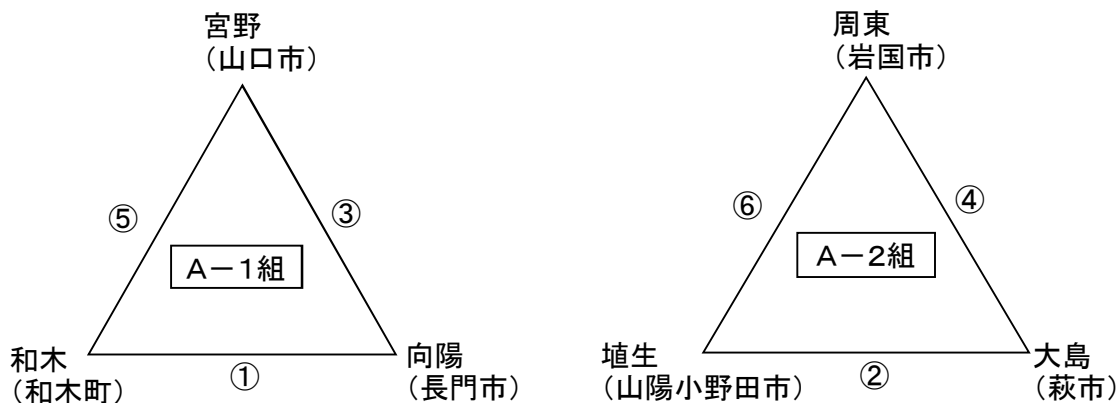 宮野
（山口市）
⑤
③
A－1組
和木
（和木町）
①
向陽
（長門市）
周東
（岩国市）
⑥
④
A－2組
埴生
（山陽小野田市）
②
大島
（萩市）